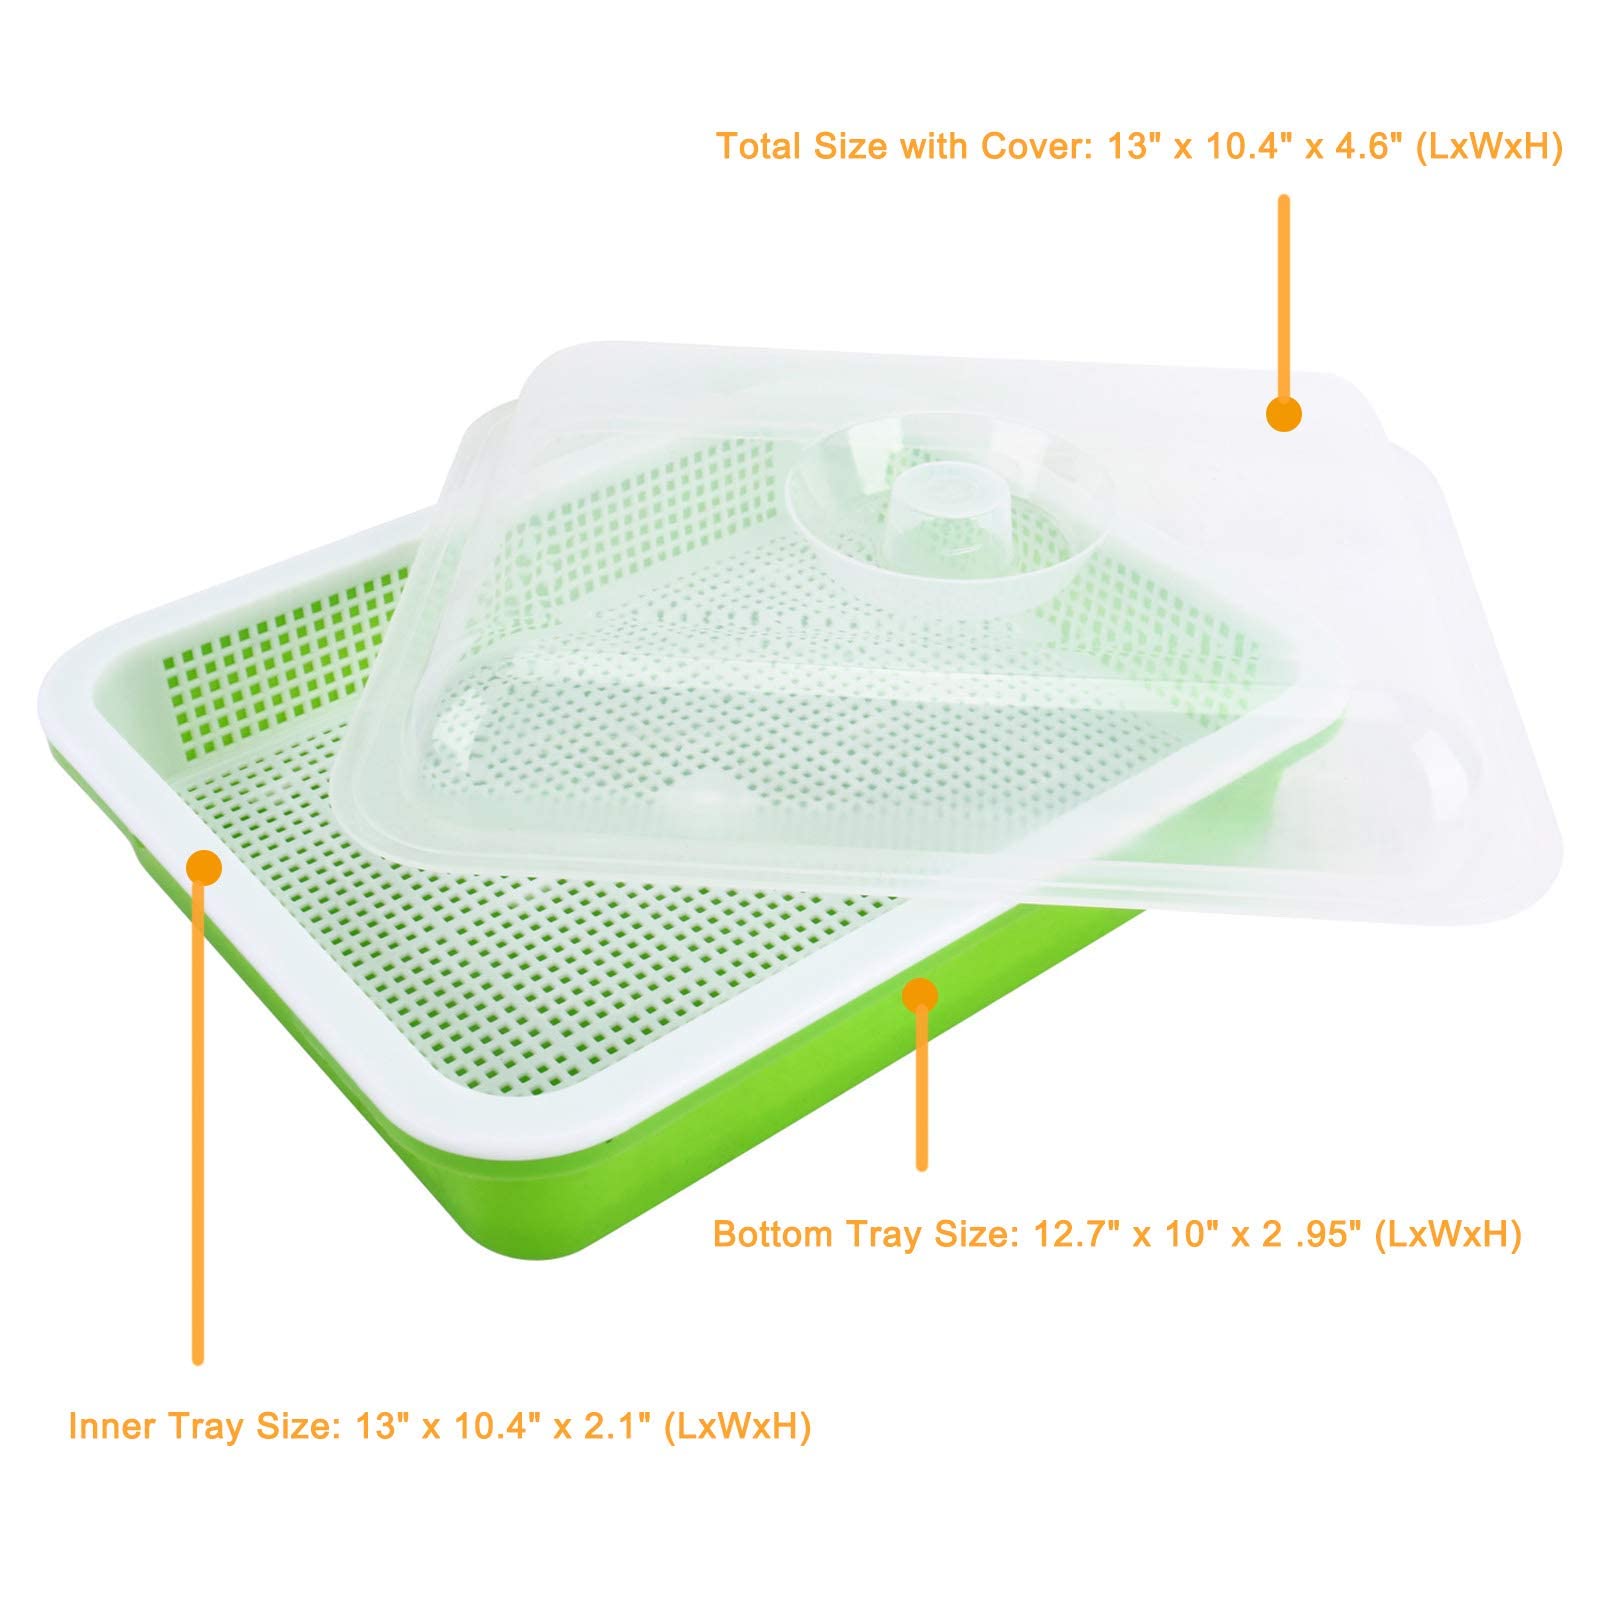 Total Size with Cover: 13" x 10.4" x 4.6" (LxWxH)
Bottom Tray Size: 12.7" x 10" x 2 .95" (LxWxH)
Inner Tray Size: 13" x 10.4" x 2.1" (LxWxH)